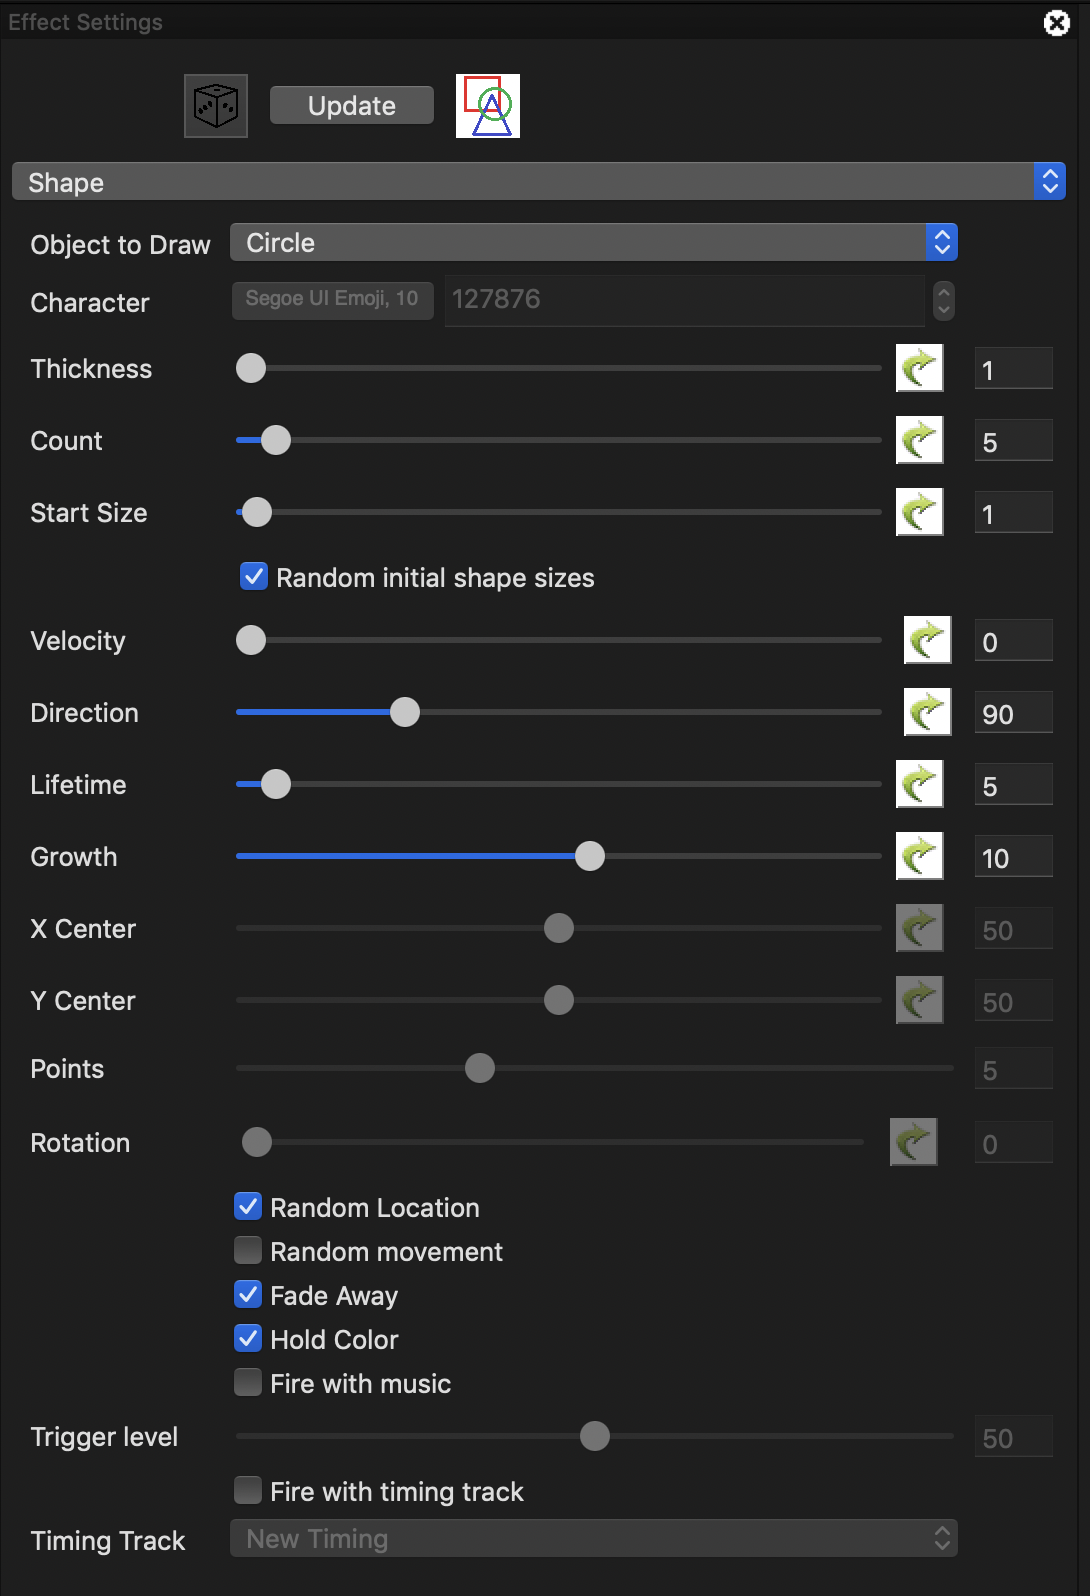 Effect Settings
Update
Shape
Object to Draw Circle
Character Segoe UI Emoji, 10 127876
Thickness 1
Count 5
Start Size 1
Random initial shape sizes
Velocity 0
Direction 90
Lifetime 5
Growth 10
X Center 50
Y Center 50
Points 5
Rotation 0
Random Location
Random movement
Fade Away
Hold Color
Fire with music
Trigger level 50
Fire with timing track
Timing Track New Timing